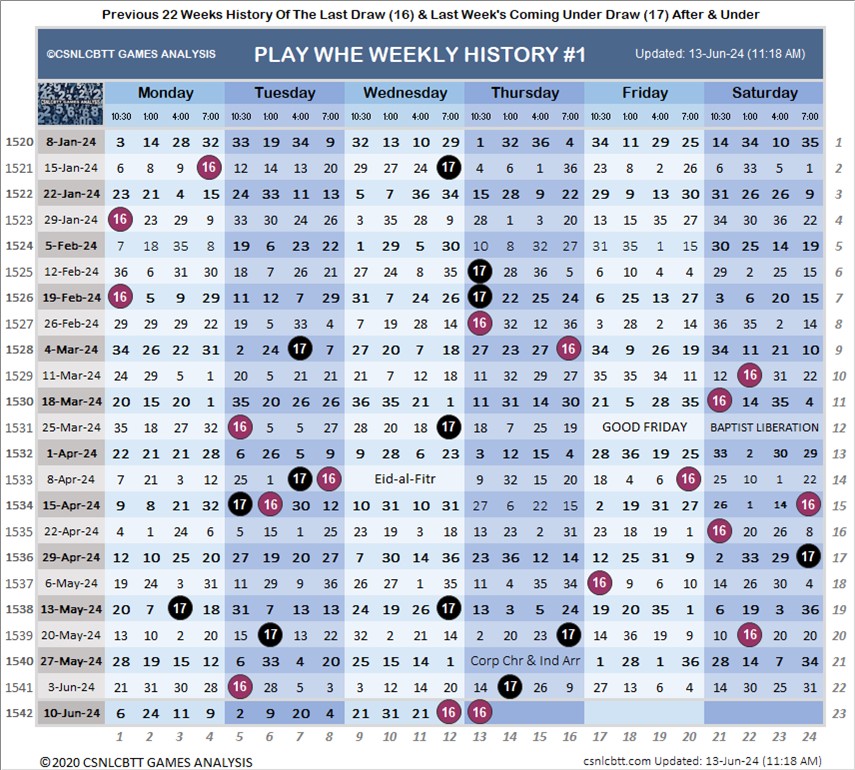 Previous 22 Weeks History Of The Last Draw (16) & Last Week's Coming Under Draw (17) After & Under
©CSNLCBTT GAMES ANALYSIS PLAY WHE WEEKLY HISTORY #1 Updated: 13-Jun-24 (11:18 AM)
CSNLCBTT GAMES ANALYSIS Monday Tuesday Wednesday Thursday Friday Saturday
10:30 1:00 4:00 7:00 10:30 1:00 4:00 7:00 10:30 1:00 4:00 7:00 10:30 1:00 4:00 7:00 10:30 1:00 4:00 7:00 10:30 1:00 4:00 7:00
1520 8-Jan-24 3 14 28 32 33 19 34 9 32 13 10 29 1 32 36 4 34 11 29 25 14 34 10 35 1
1521 15-Jan-24 6 8 9 16 12 14 13 20 29 27 24 17 4 6 1 36 23 8 2 26 6 33 5 1 2
1522 22-Jan-24 23 21 4 15 24 33 11 13 5 7 36 34 15 28 9 22 29 9 13 30 31 26 26 9 3
1523 29-Jan-24 16 23 29 9 33 30 24 26 3 35 28 9 28 1 3 20 13 15 35 27 34 30 36 22 4
1524 5-Feb-24 7 18 35 8 19 6 23 22 1 29 5 30 10 8 32 27 31 35 1 15 30 25 14 19 5
1525 12-Feb-24 36 6 31 30 18 7 26 21 27 24 8 35 17 28 36 5 6 10 4 4 29 2 25 15 6
1526 19-Feb-24 16 5 9 29 11 12 7 29 31 7 24 26 17 22 25 24 6 25 13 27 3 6 20 15 7
1527 26-Feb-24 29 29 29 29 19 5 33 4 7 19 28 14 16 32 12 36 3 28 2 14 36 35 2 14 8
1528 4-Mar-24 34 26 22 31 2 24 17 7 27 20 7 18 27 23 27 16 34 9 26 19 34 11 21 10 9
1529 11-Mar-24 24 29 5 1 20 5 21 21 21 7 12 18 11 32 29 27 35 35 34 11 12 16 31 22 10
1530 18-Mar-24 20 15 20 1 35 20 26 26 36 35 21 1 11 31 14 30 21 5 28 35 16 14 35 4 11
1531 25-Mar-24 35 18 27 32 16 5 5 27 28 20 18 17 18 7 25 19 GOOD FRIDAY BAPTIST LIBERATION 12
1532 1-Apr-24 22 21 21 28 6 26 5 9 9 28 6 23 3 12 15 4 28 36 19 25 33 2 30 29 13
1533 8-Apr-24 7 21 3 12 25 1 17 16 Eid-al-Fitr 9 32 15 20 18 4 6 16 25 10 1 22 14
1534 15-Apr-24 9 8 21 32 17 16 30 12 10 31 10 31 27 6 22 15 2 19 31 27 26 1 14 16 15
1535 22-Apr-24 4 1 24 6 5 15 1 25 23 19 3 18 13 23 2 31 23 18 19 1 16 20 26 8 16
1536 29-Apr-24 12 10 25 20 27 19 20 27 7 30 14 36 23 36 12 14 12 25 31 9 2 33 29 17 17
1537 6-May-24 19 24 3 31 11 29 9 36 26 27 1 35 11 4 35 34 16 9 6 10 14 26 30 4 18
1538 13-May-24 20 7 17 18 31 7 13 13 24 19 26 17 13 3 5 24 19 20 35 1 6 19 3 36 19
1539 20-May-24 13 10 2 20 15 17 13 22 32 2 21 14 2 20 23 16 14 36 19 9 10 16 20 20 20
1540 27-May-24 28 19 15 12 6 33 4 20 25 15 14 1 Corp Chr & Ind Arr 1 28 1 36 28 14 7 34 21
1541 3-Jun-24 21 31 30 28 16 28 5 3 3 12 14 20 14 17 26 9 27 13 6 4 14 30 25 31 22
1542 10-Jun-24 6 24 11 9 2 9 20 4 21 31 21 16 16 23
1 2 3 4 5 6 7 8 9 10 11 12 13 14 15 16 17 18 19 20 21 22 23 24
©2020 CSNLCBTT GAMES ANALYSIS csnlcbtt.com Updated: 13-Jun-24 (11:18 AM)